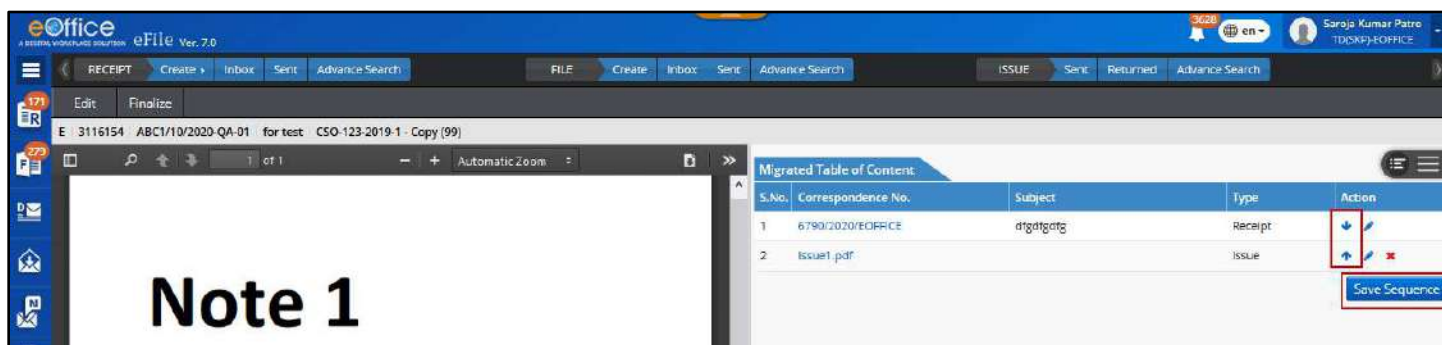 eOffice
A DIGITAL WORKPLACE SOLUTION
eFile Ver. 7.0
3628
en
Saroja Kumar Patro
TD(SKP)-EOFFICE
RECEIPT Create Inbox Sent Advance Search FILE Create Inbox Sent Advance Search ISSUE Sent Returned Advance Search
171
R
Edit Finalize
E 3116154 ABC1/10/2020-QA-01 for test CSO-123-2019-1 - Copy (99)
279
F
1 of 1 Automatic Zoom
Migrated Table of Content
S.No. Correspondence No. Subject Type Action
1 6790/2020/EOFFICE dfgdfgdfg Receipt
2 Issue1.pdf Issue
D
N
Save Sequence
Note 1